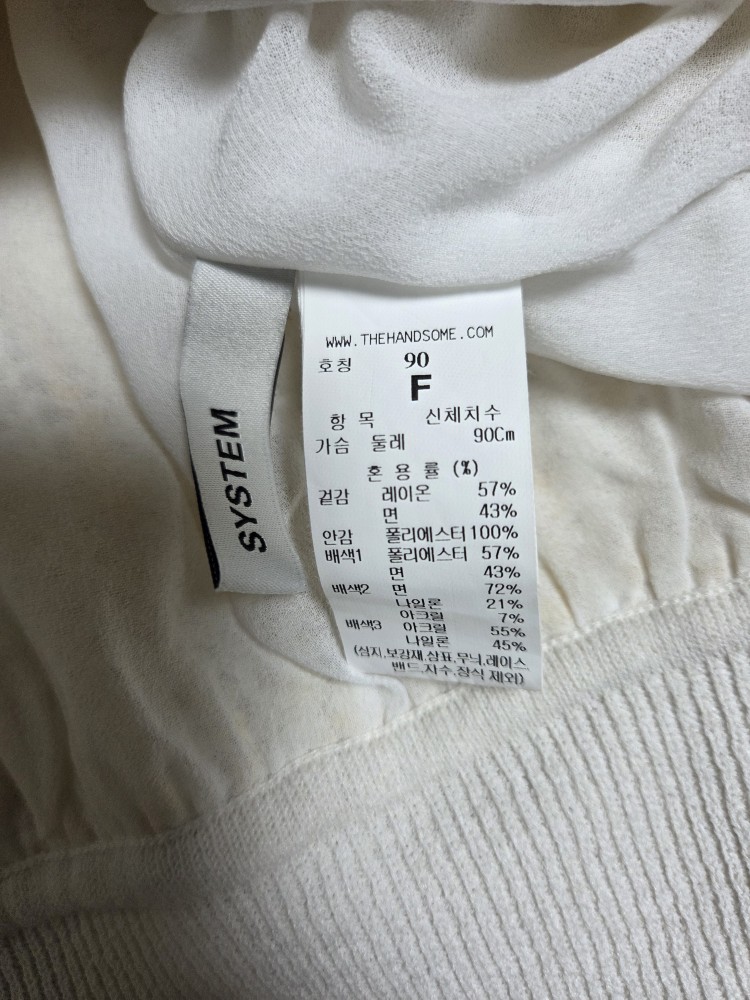 SYSTEM
WWW.THEHANDSOME.COM
호칭 90
F
항 목 신체치수
가슴 둘레 90Cm
혼 용 률 (%)
겉감 레이온 57%
면 43%
안감 폴리에스터 100%
배색1 폴리에스터 57%
면 43%
배색2 면 72%
나일론 21%
아크릴 7%
배색3 아크릴 55%
나일론 45%
(심지,보강재,상표,무늬,레이스
밴드,자수,장식 제외)